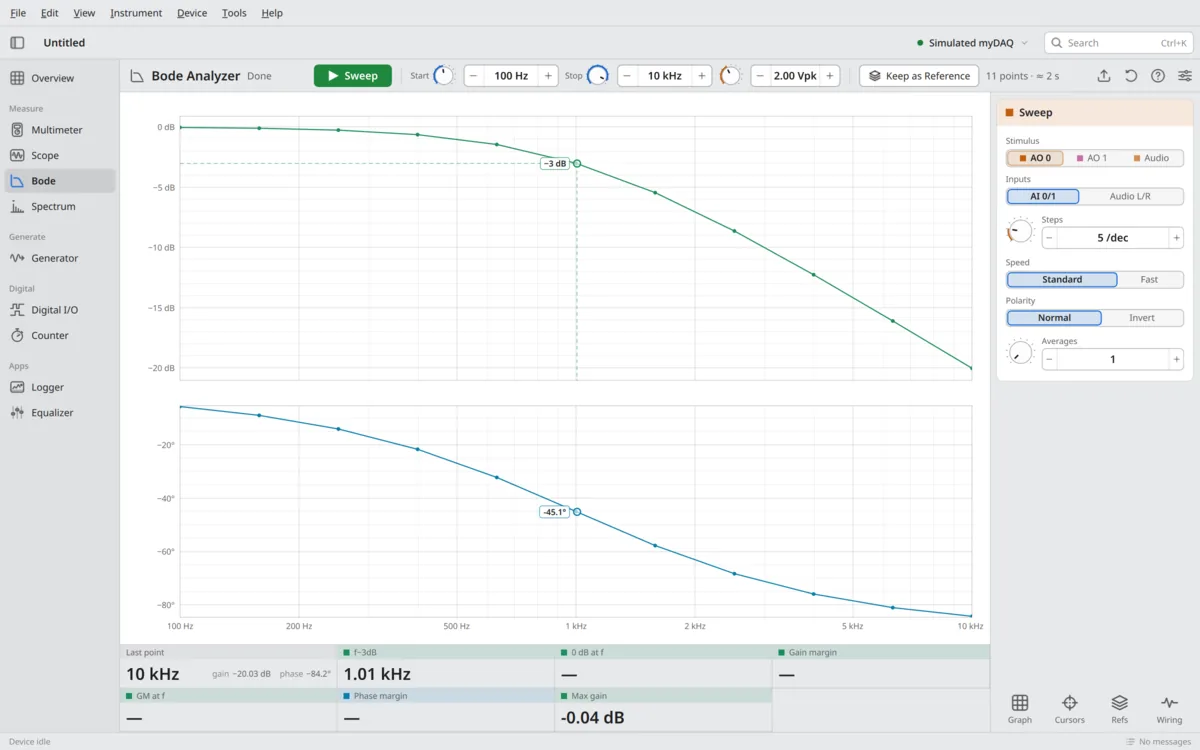 File Edit View Instrument Device Tools Help
Untitled
Simulated myDAQ
Search Ctrl+K
Overview
Measure
Multimeter
Scope
Bode
Spectrum
Generate
Generator
Digital
Digital I/O
Counter
Apps
Logger
Equalizer
Bode Analyzer Done
Sweep
Start − 100 Hz +
Stop − 10 kHz +
− 2.00 Vpk +
Keep as Reference
11 points · ≈ 2 s
0 dB
−3 dB
−5 dB
−10 dB
−15 dB
−20 dB
−20°
−40°
-45.1°
−60°
−80°
100 Hz 200 Hz 500 Hz 1 kHz 2 kHz 5 kHz 10 kHz
Last point
10 kHz gain −20.03 dB phase −84.2°
f−3dB
1.01 kHz
0 dB at f
—
Gain margin
—
GM at f
—
Phase margin
—
Max gain
-0.04 dB
Sweep
Stimulus
AO 0 AO 1 Audio
Inputs
AI 0/1 Audio L/R
Steps
− 5 /dec +
Speed
Standard Fast
Polarity
Normal Invert
Averages
− 1 +
Graph Cursors Refs Wiring
Device idle
No messages